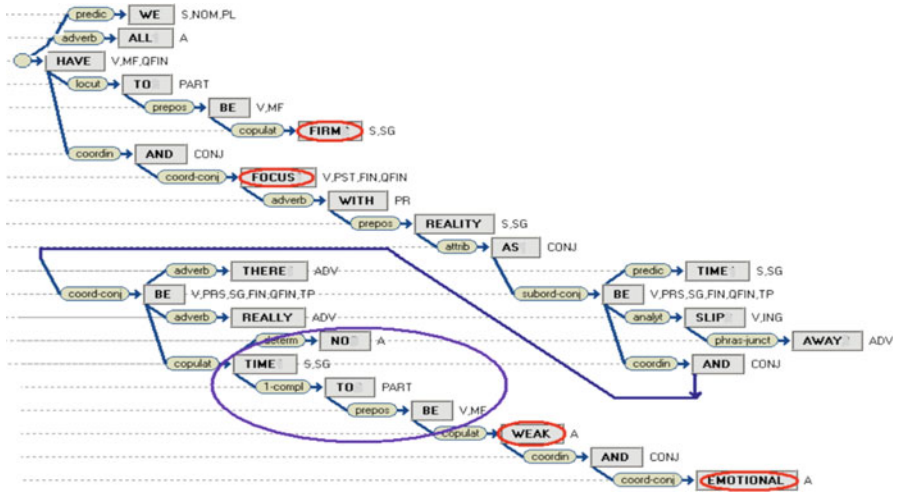 predic WE S,NOM,PL
adverb ALL A
HAVE V,MF,QFIN
locut TO PART
prepos BE V,MF
copulat FIRM S,SG
coordin AND CONJ
coord-conj FOCUS V,PST,FIN,QFIN
adverb WITH PR
prepos REALITY S,SG
attrib AS CONJ
adverb THERE ADV predic TIME S,SG
coord-conj BE V,PRS,SG,FIN,QFIN,TP subord-conj BE V,PRS,SG,FIN,QFIN,TP
adverb REALLY ADV analyt SLIP V,ING
determ NO A phras-junct AWAY ADV
copulat TIME S,SG coordin AND CONJ
1-compl TO PART
prepos BE V,MF
copulat WEAK A
coordin AND CONJ
coord-conj EMOTIONAL A